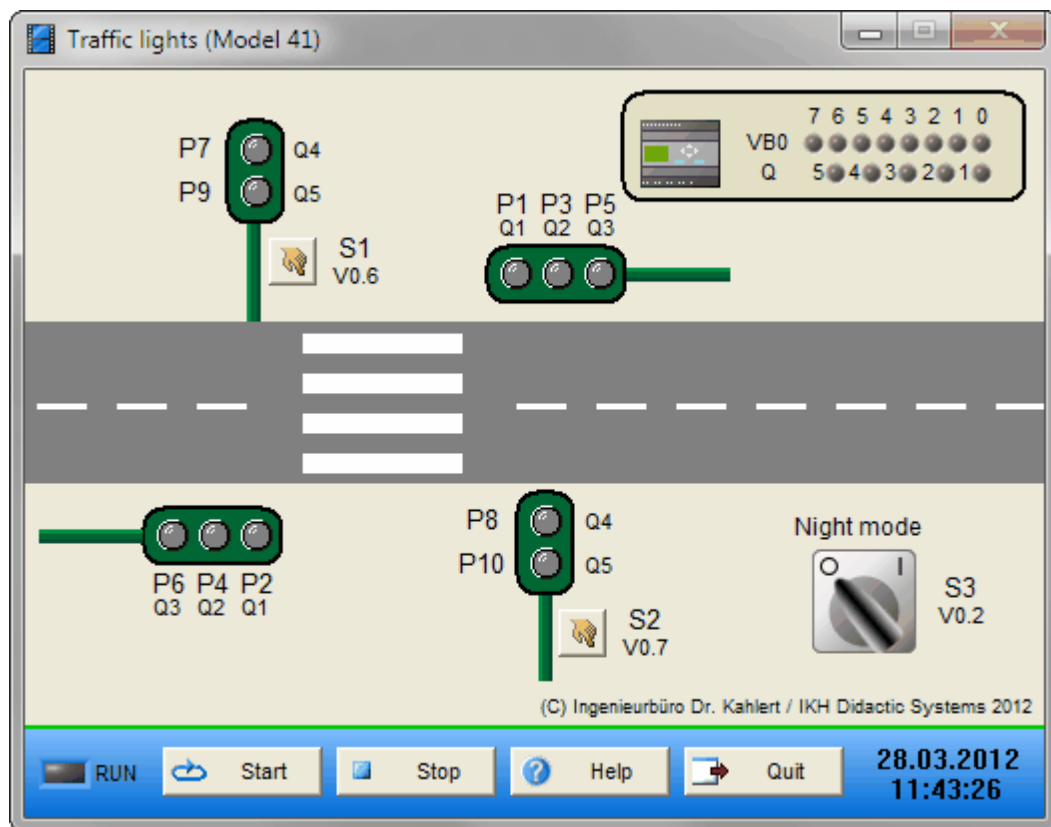 Traffic lights (Model 41)
7 6 5 4 3 2 1 0
VB0
Q 5 4 3 2 1
P7 Q4
P9 Q5
P1 P3 P5
Q1 Q2 Q3
S1
V0.6
P8 Q4
P10 Q5
P6 P4 P2
Q3 Q2 Q1
Night mode
O I
S3
V0.2
S2
V0.7
(C) Ingenieurbüro Dr. Kahlert / IKH Didactic Systems 2012
RUN Start Stop Help Quit
28.03.2012
11:43:26